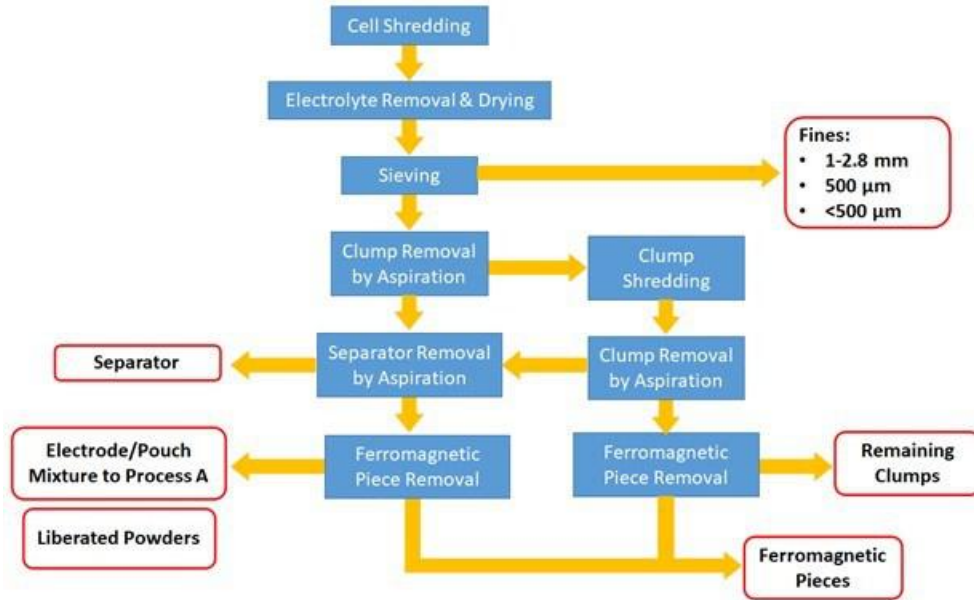 Cell Shredding
Electrolyte Removal & Drying
Sieving
Fines:
• 1-2.8 mm
• 500 µm
• <500 µm
Clump Removal
by Aspiration
Clump
Shredding
Separator
Separator Removal
by Aspiration
Clump Removal
by Aspiration
Electrode/Pouch
Mixture to Process A
Ferromagnetic
Piece Removal
Ferromagnetic
Piece Removal
Remaining
Clumps
Liberated Powders
Ferromagnetic
Pieces